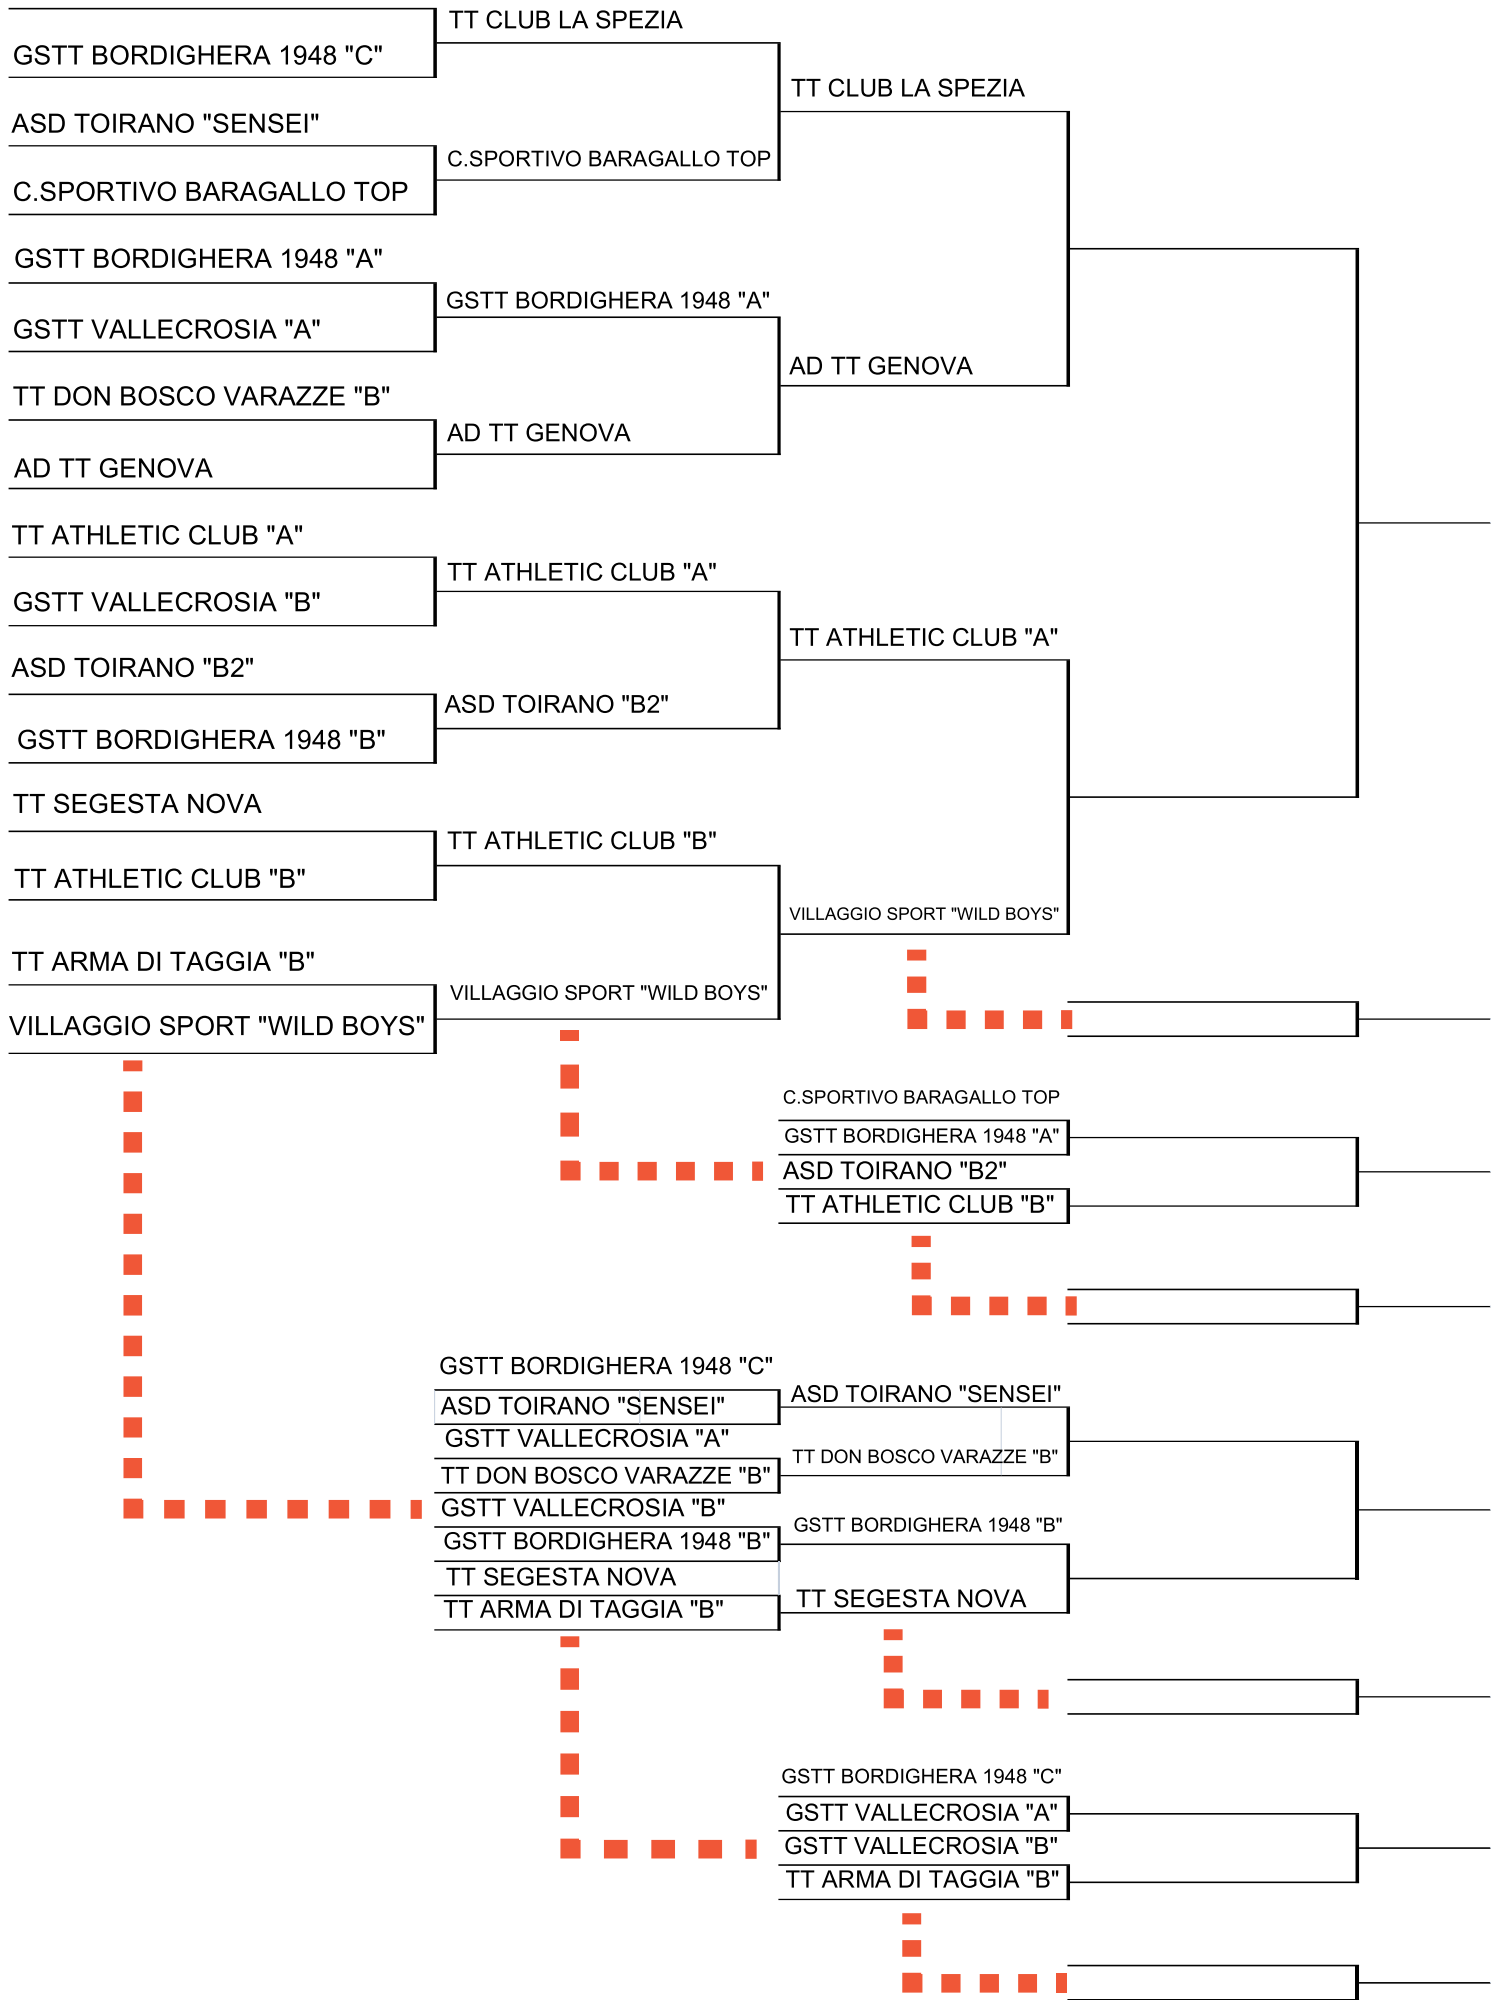 TT CLUB LA SPEZIA
GSTT BORDIGHERA 1948 "C"
TT CLUB LA SPEZIA
ASD TOIRANO "SENSEI"
C.SPORTIVO BARAGALLO TOP
C.SPORTIVO BARAGALLO TOP
GSTT BORDIGHERA 1948 "A"
GSTT BORDIGHERA 1948 "A"
GSTT VALLECROSIA "A"
AD TT GENOVA
TT DON BOSCO VARAZZE "B"
AD TT GENOVA
AD TT GENOVA
TT ATHLETIC CLUB "A"
TT ATHLETIC CLUB "A"
GSTT VALLECROSIA "B"
TT ATHLETIC CLUB "A"
ASD TOIRANO "B2"
ASD TOIRANO "B2"
GSTT BORDIGHERA 1948 "B"
TT SEGESTA NOVA
TT ATHLETIC CLUB "B"
TT ATHLETIC CLUB "B"
VILLAGGIO SPORT "WILD BOYS"
TT ARMA DI TAGGIA "B"
VILLAGGIO SPORT "WILD BOYS"
VILLAGGIO SPORT "WILD BOYS"
C.SPORTIVO BARAGALLO TOP
GSTT BORDIGHERA 1948 "A"
ASD TOIRANO "B2"
TT ATHLETIC CLUB "B"
GSTT BORDIGHERA 1948 "C"
ASD TOIRANO "SENSEI"
ASD TOIRANO "SENSEI"
GSTT VALLECROSIA "A"
TT DON BOSCO VARAZZE "B"
TT DON BOSCO VARAZZE "B"
GSTT VALLECROSIA "B"
GSTT BORDIGHERA 1948 "B"
GSTT BORDIGHERA 1948 "B"
TT SEGESTA NOVA
TT SEGESTA NOVA
TT ARMA DI TAGGIA "B"
GSTT BORDIGHERA 1948 "C"
GSTT VALLECROSIA "A"
GSTT VALLECROSIA "B"
TT ARMA DI TAGGIA "B"